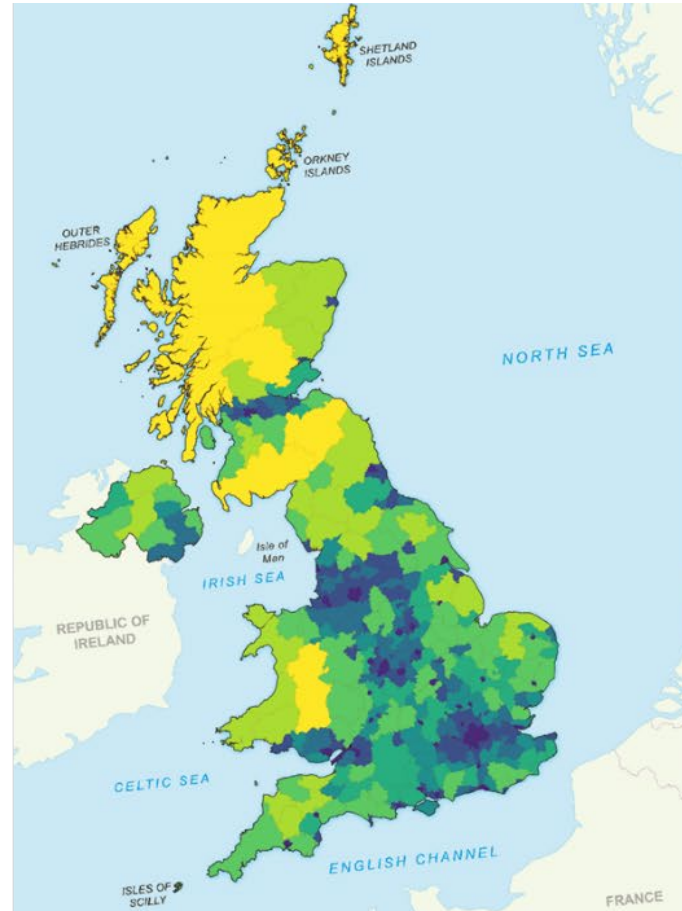 SHETLAND
ISLANDS
ORKNEY
ISLANDS
OUTER
HEBRIDES
NORTH SEA
Isle of
Man
IRISH SEA
REPUBLIC OF
IRELAND
CELTIC SEA
ENGLISH CHANNEL
ISLES OF
SCILLY
FRANCE